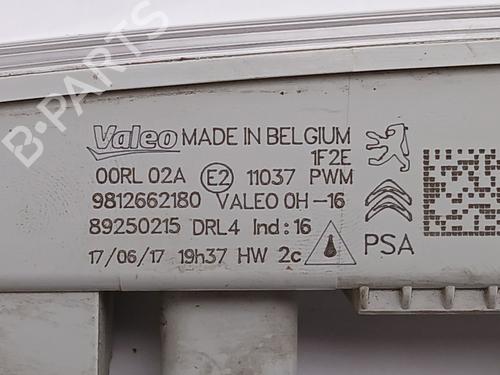 Valeo MADE IN BELGIUM
1F2E
00RL 02A E2 11037 PWM
9812662180 VALEO 0H-16
89250215 DRL4 Ind:16
17/06/17 19h37 HW 2c
PSA
B-PARTS